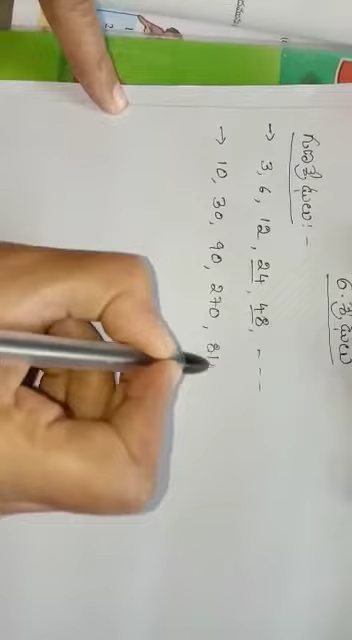 6. శ్రేఢులు
గుణశ్రేఢులు:-
→ 3, 6, 12, 24, 48, ---
→ 10, 30, 90, 270, 81